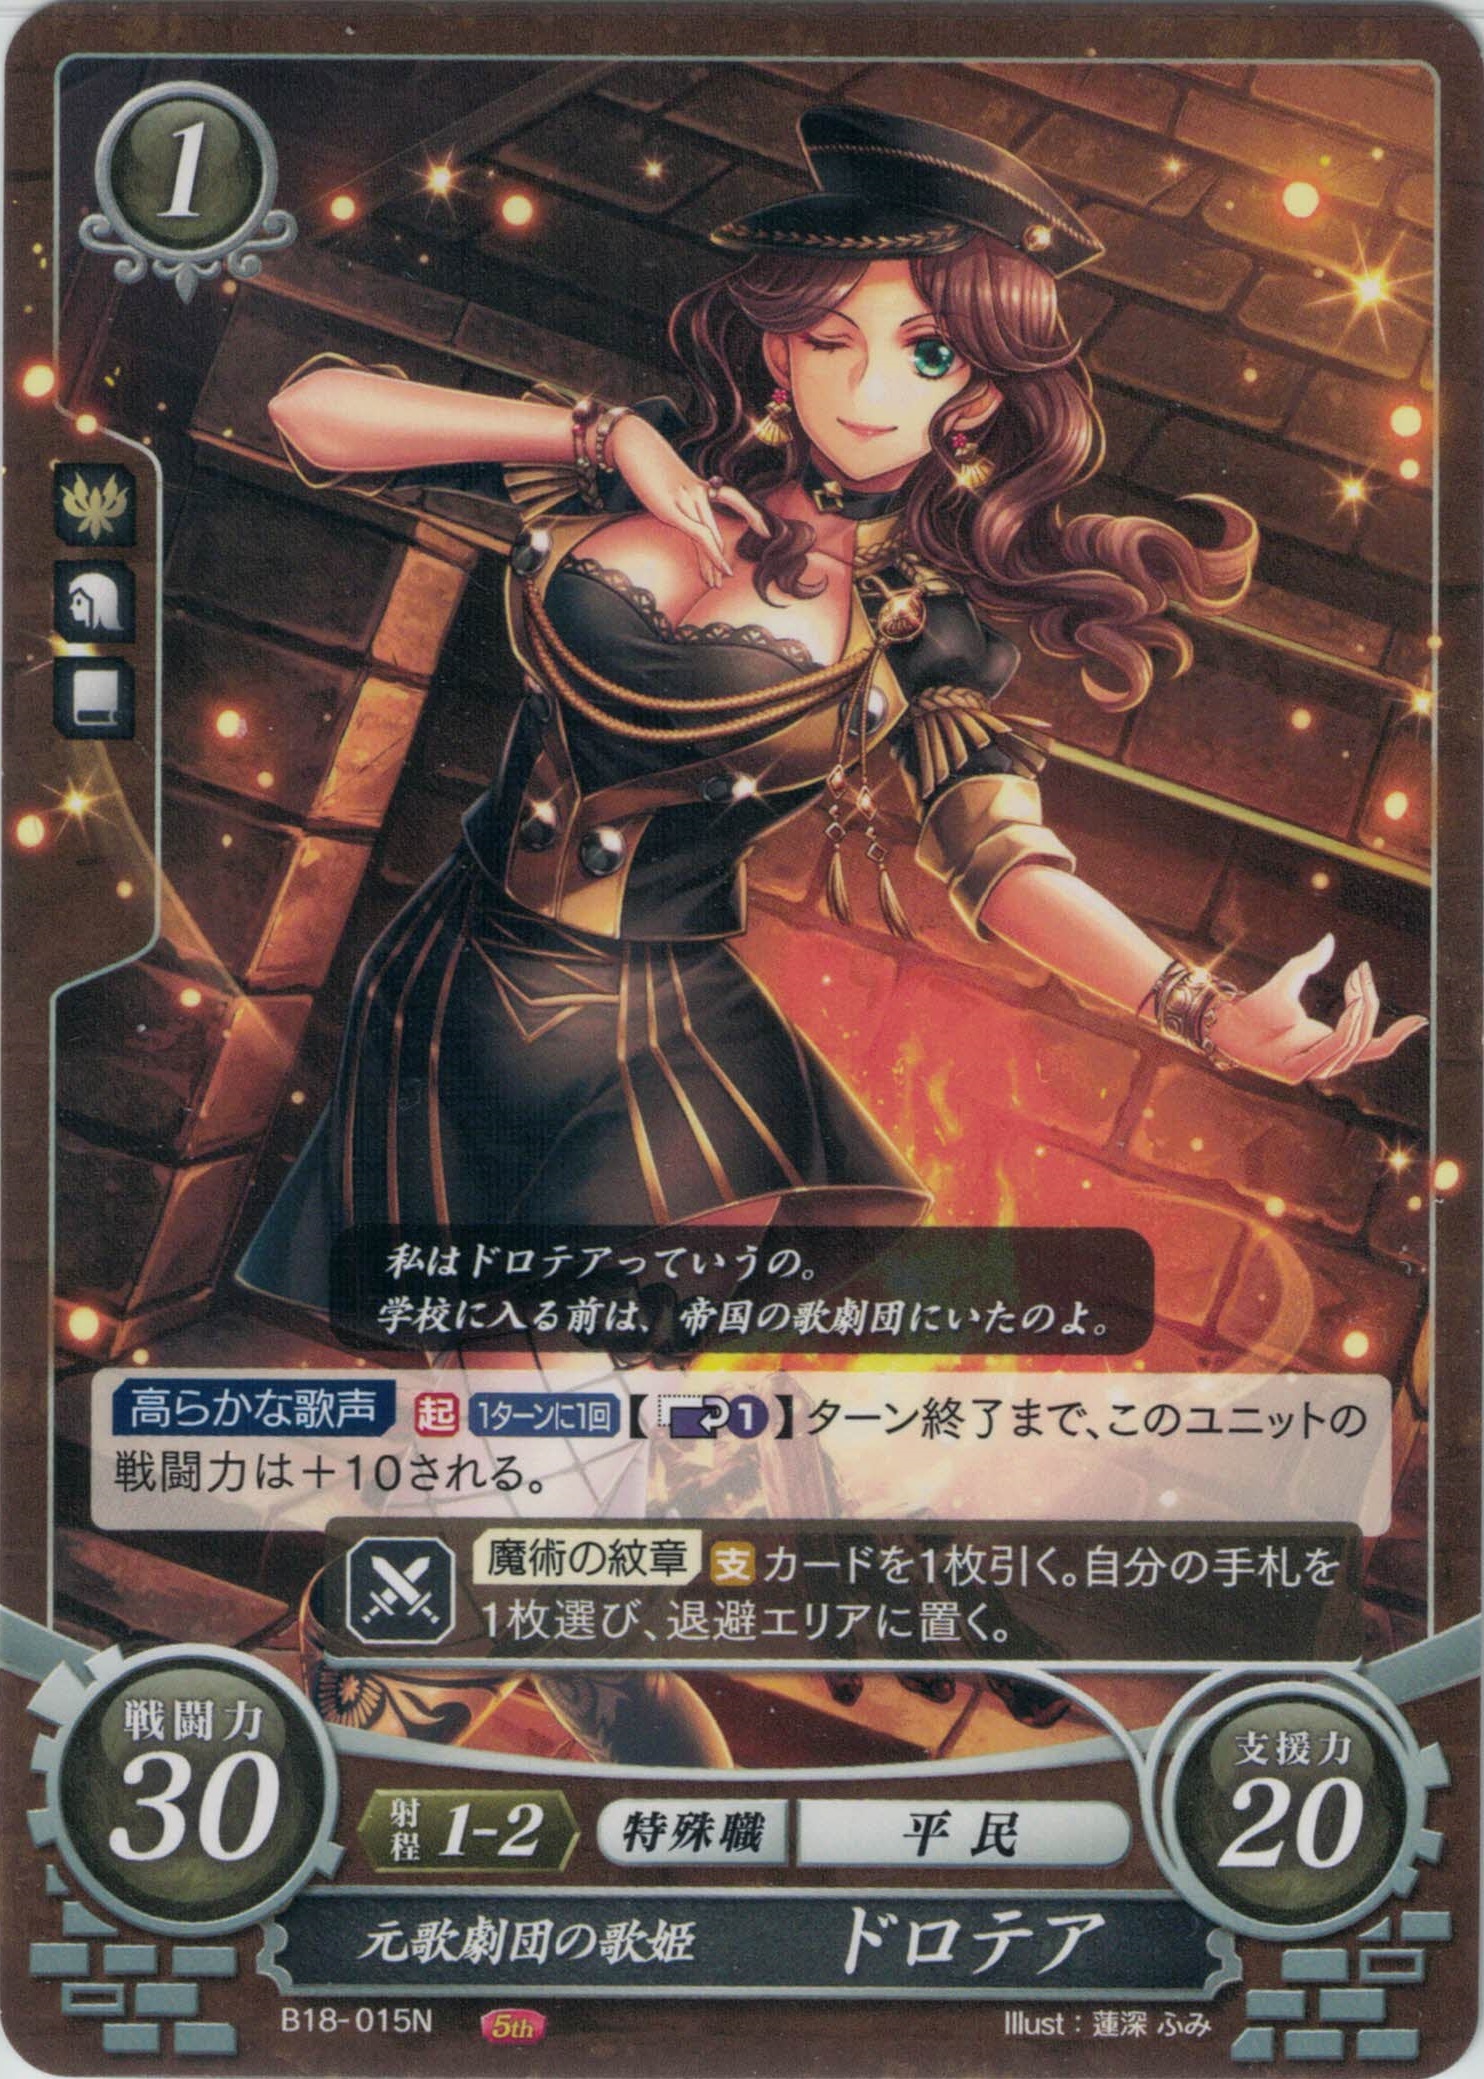 1
私はドロテアっていうの。
学校に入る前は、帝国の歌劇団にいたのよ。
高らかな歌声 起 1ターンに1回【1】ターン終了まで、このユニットの
戦闘力は＋10される。
魔術の紋章 支 カードを1枚引く。自分の手札を
1枚選び、退避エリアに置く。
戦闘力
30
射程 1-2 特殊職 平民
支援力
20
元歌劇団の歌姫 ドロテア
B18-015N 5th Illust：蓮深 ふみ